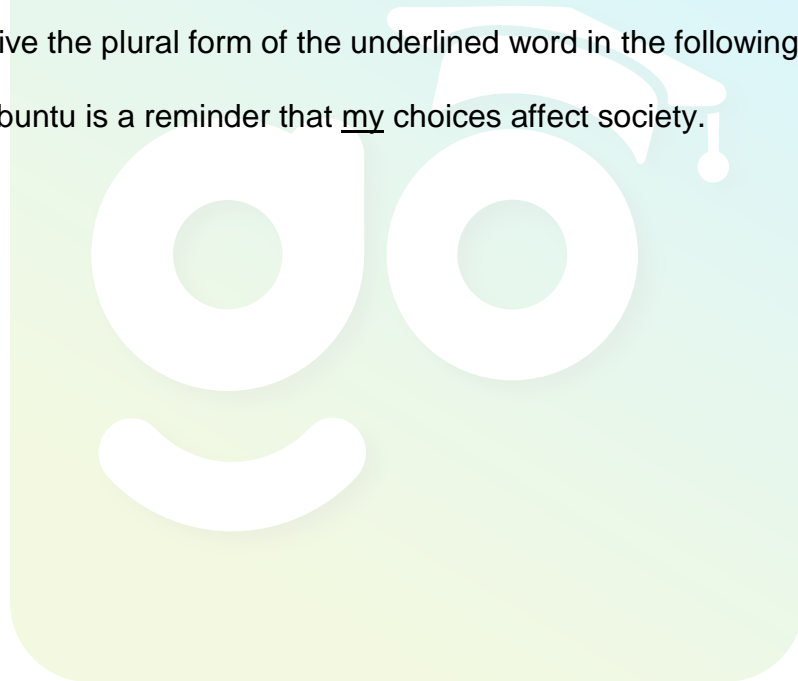 ive the plural form of the underlined word in the following
buntu is a reminder that my choices affect society.
go